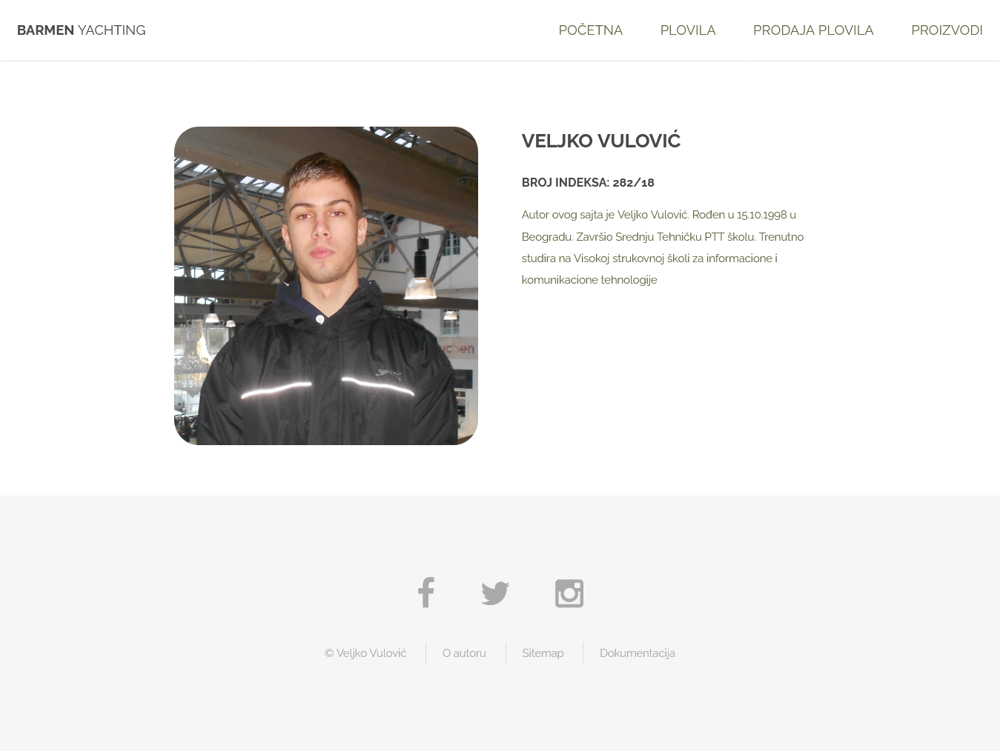 BARMEN YACHTING
POČETNA
PLOVILA
PRODAJA PLOVILA
PROIZVODI
VELJKO VULOVIĆ
BROJ INDEKSA: 282/18
Autor ovog sajta je Veljko Vulović. Rođen u 15.10.1998 u
Beogradu. Završio Srednju Tehničku PTT školu. Trenutno
studira na Visokoj strukovnoj školi za informacione i
komunikacione tehnologije
© Veljko Vulović
O autoru
Sitemap
Dokumentacija